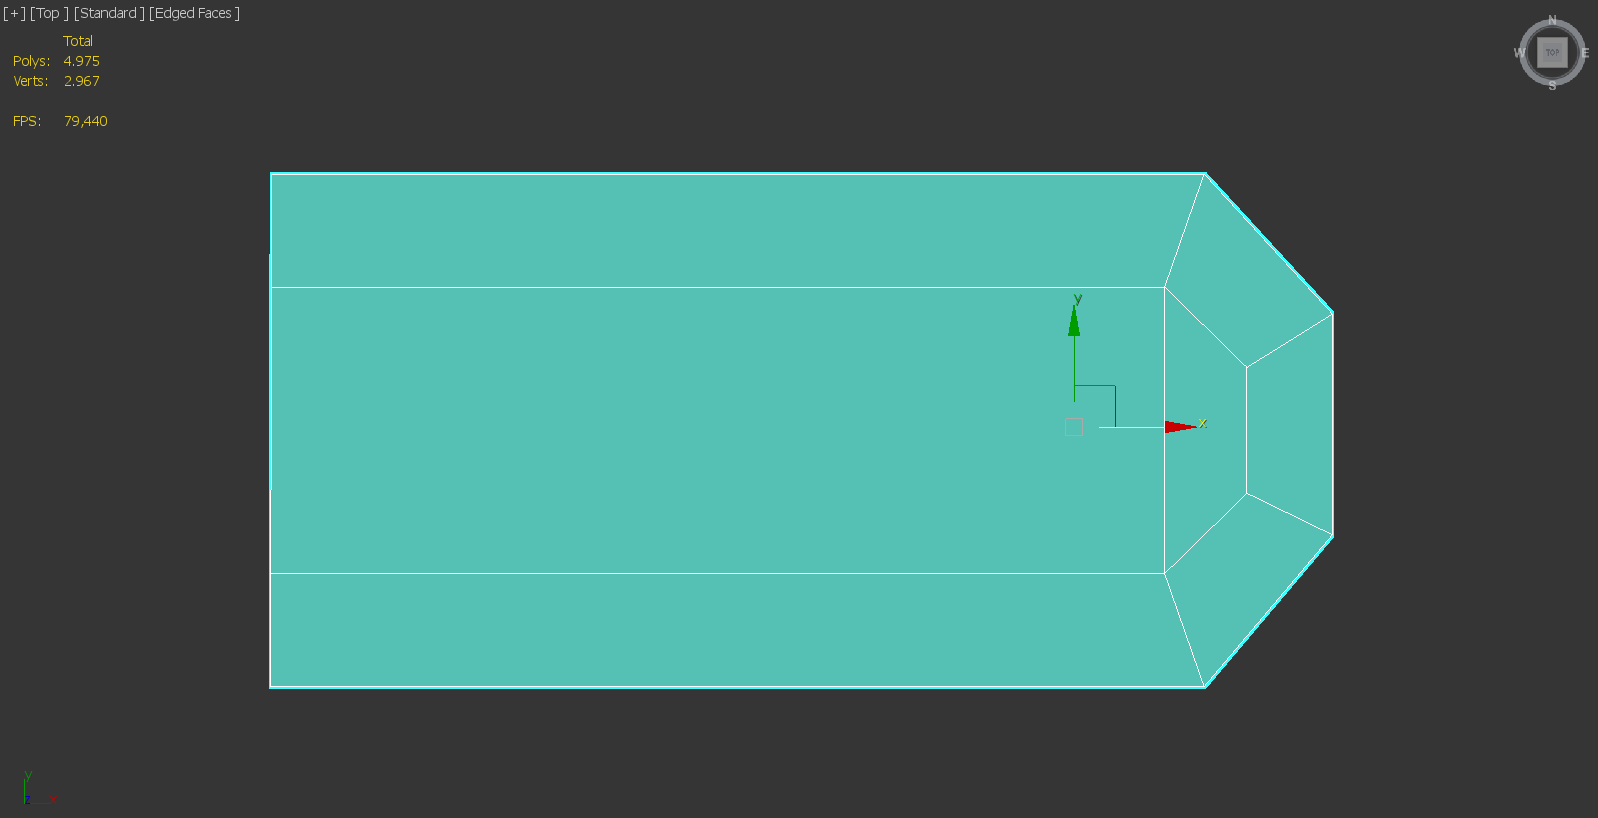 [+] [Top ] [Standard ] [Edged Faces ]
Total
Polys: 4.975
Verts: 2.967
FPS: 79,440
N
W TOP E
S
y
x
y
z x